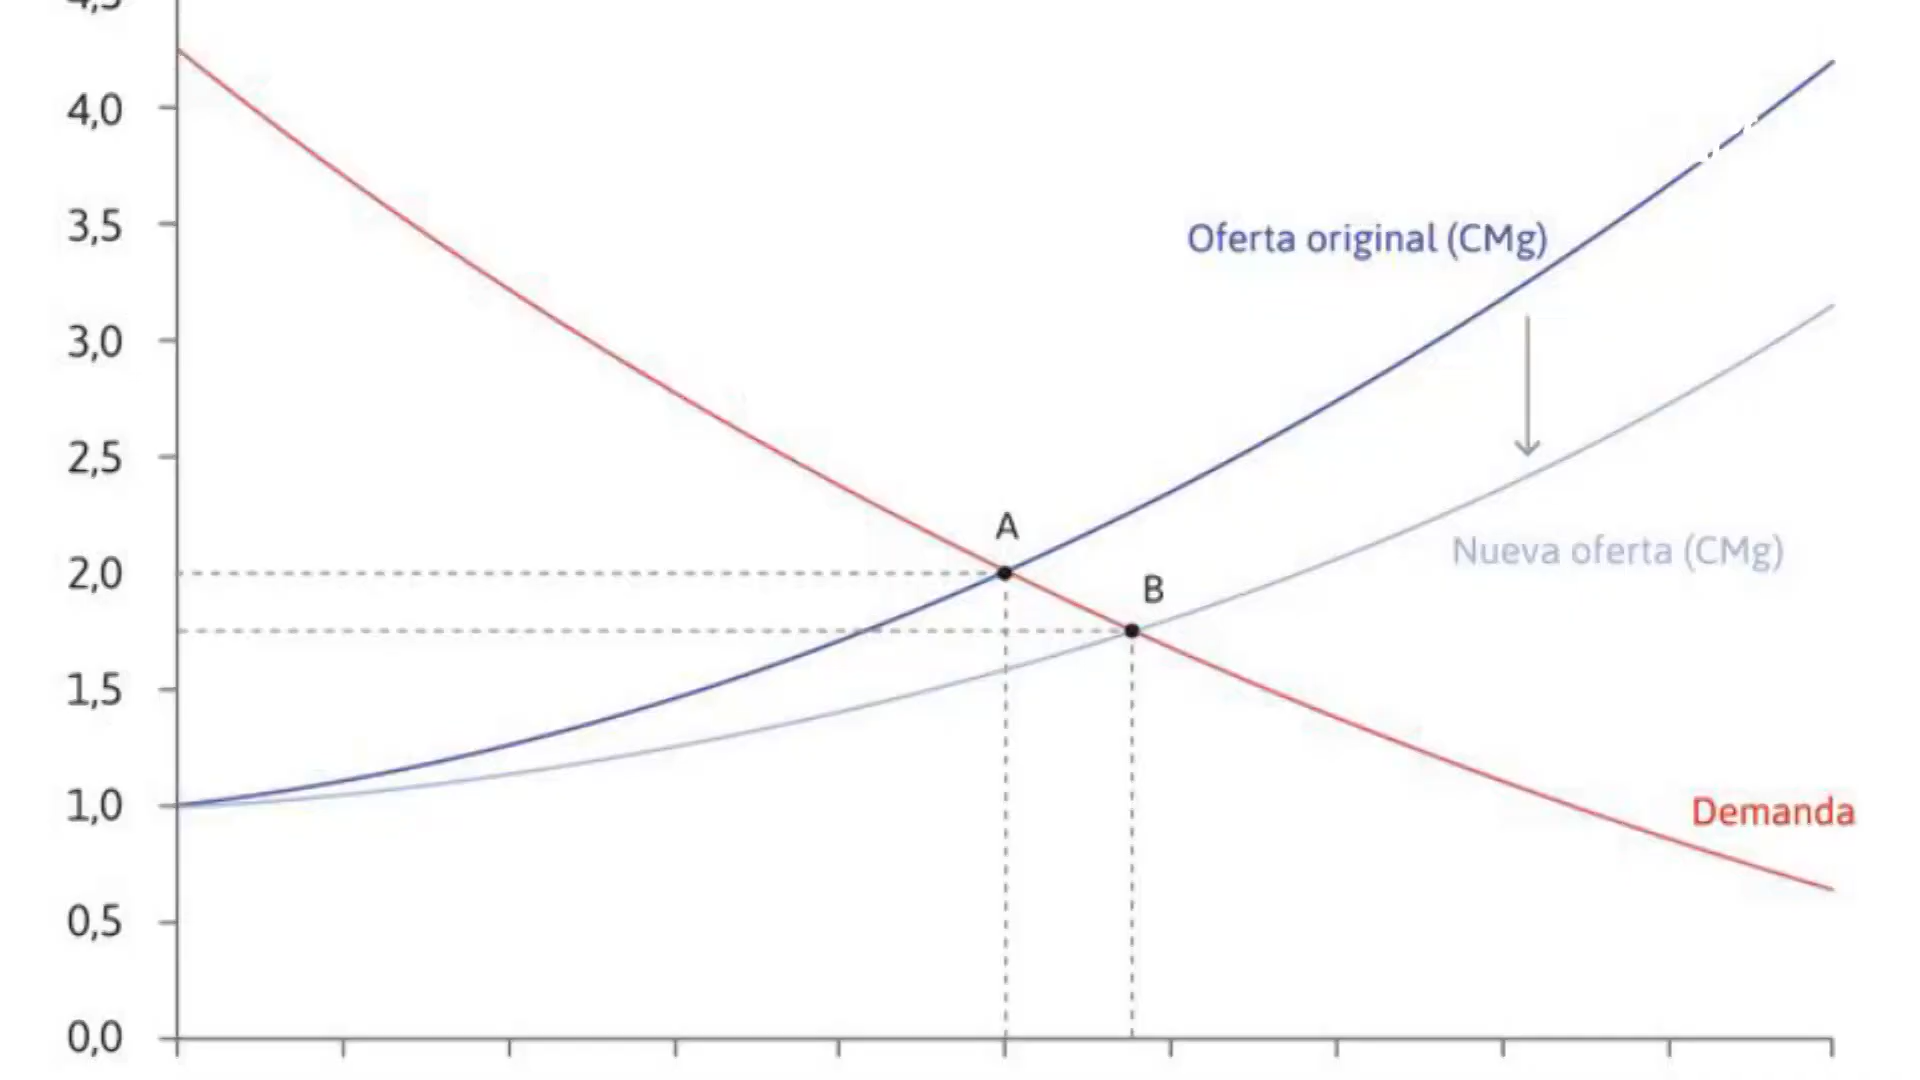 4,0
3,5
Oferta original (CMg)
3,0
2,5
A
Nueva oferta (CMg)
2,0
B
1,5
1,0
Demanda
0,5
0,0